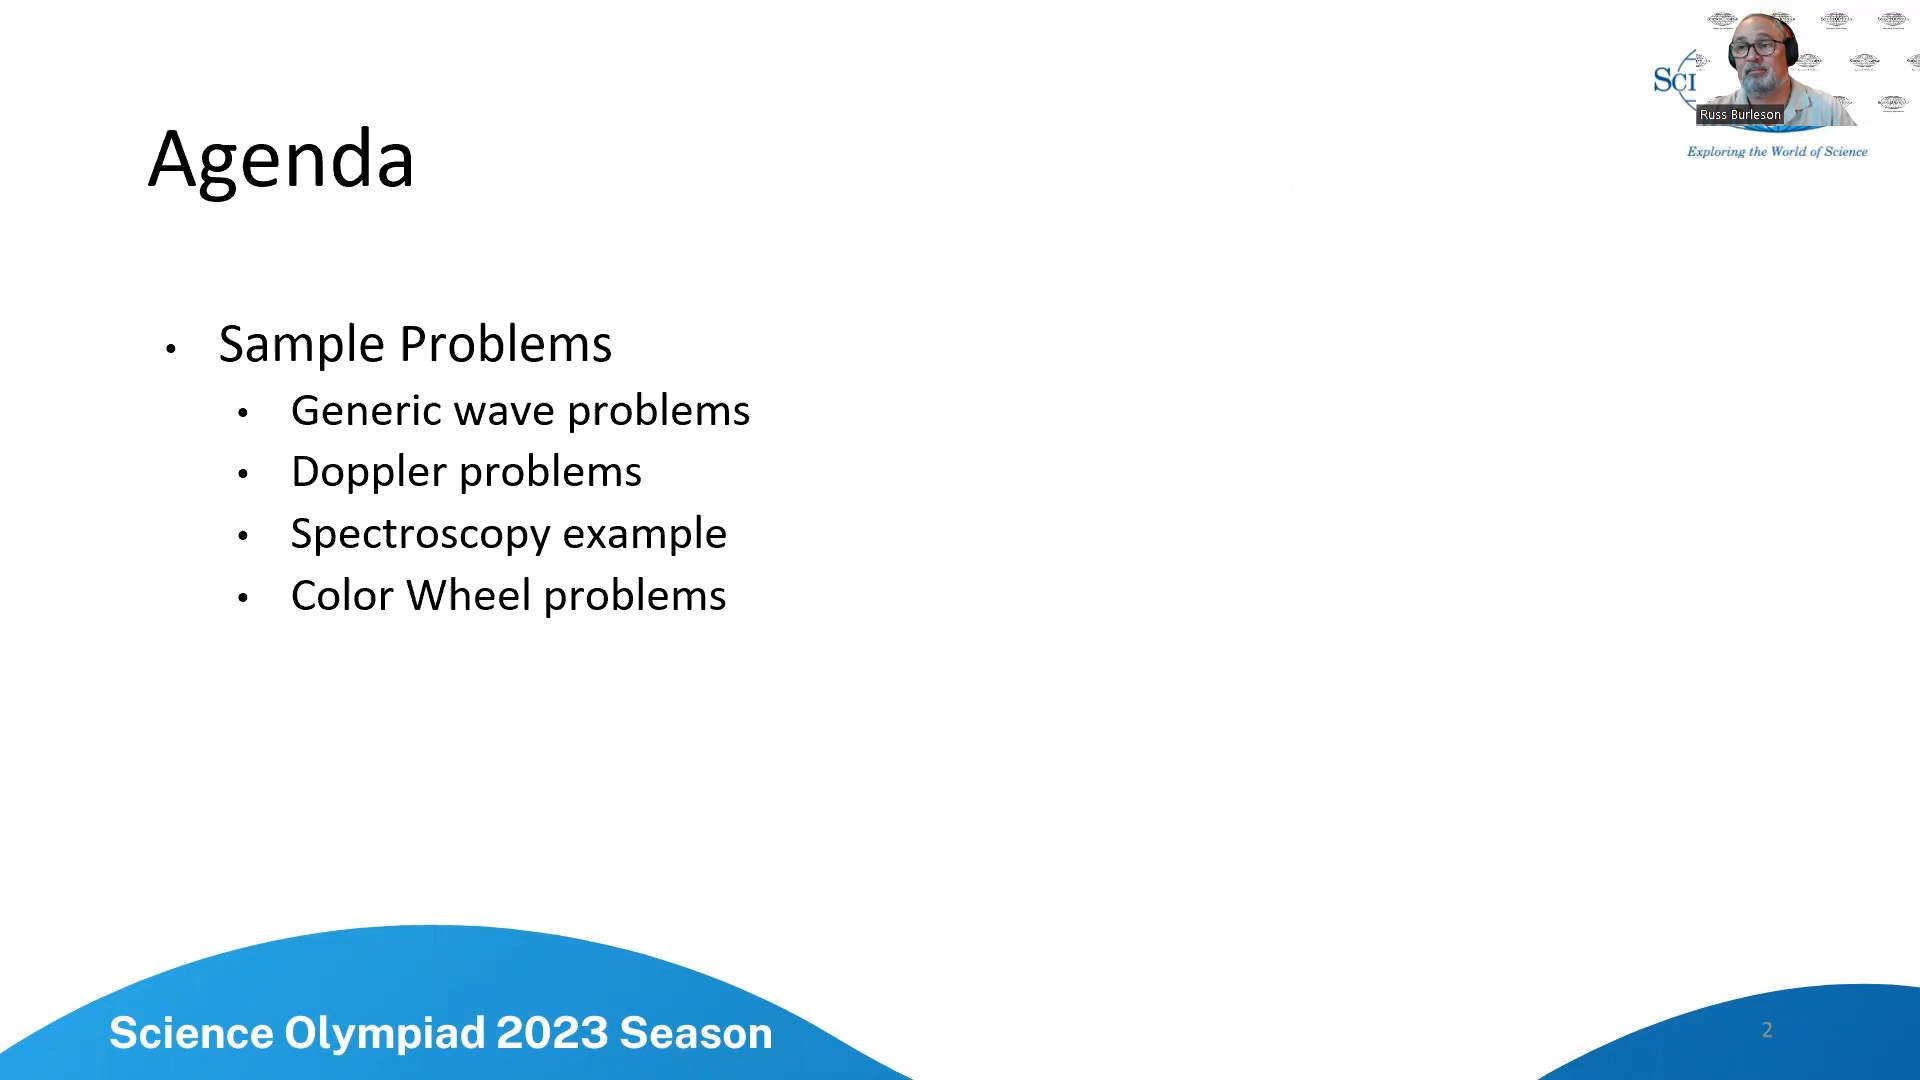 Agenda
Sci
Russ Burleson
Exploring the World of Science
• Sample Problems
• Generic wave problems
• Doppler problems
• Spectroscopy example
• Color Wheel problems
Science Olympiad 2023 Season
2